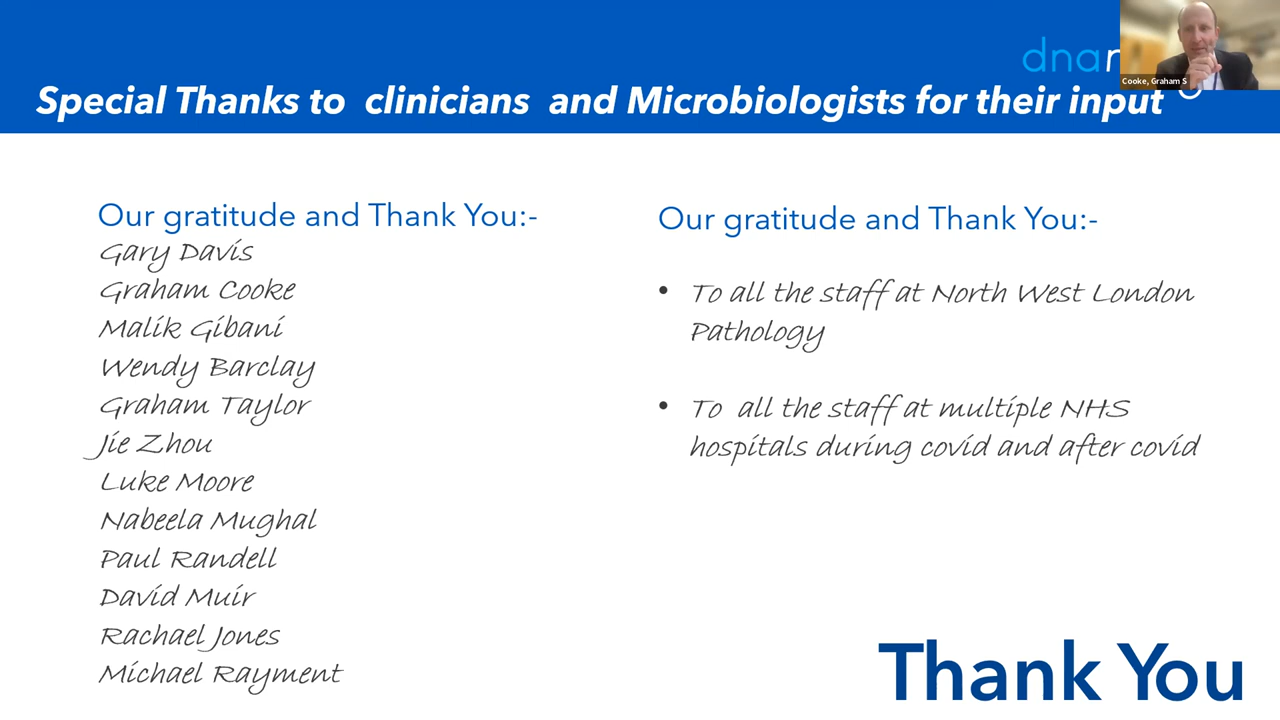 dna
Cooke, Graham S
Special Thanks to clinicians and Microbiologists for their input
Our gratitude and Thank You:-
Gary Davis
Graham Cooke
Malik Gibani
Wendy Barclay
Graham Taylor
Jie Zhou
Luke Moore
Nabeela Mughal
Paul Randell
David Muir
Rachael Jones
Michael Rayment
Our gratitude and Thank You:-
• To all the staff at North West London
Pathology
• To all the staff at multiple NHS
hospitals during covid and after covid
Thank You